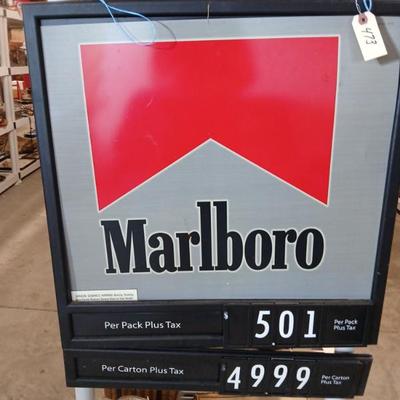 473
Marlboro
Per Pack Plus Tax
$ 501
Per Pack
Plus Tax
Per Carton Plus Tax
4999
Per Carton
Plus Tax